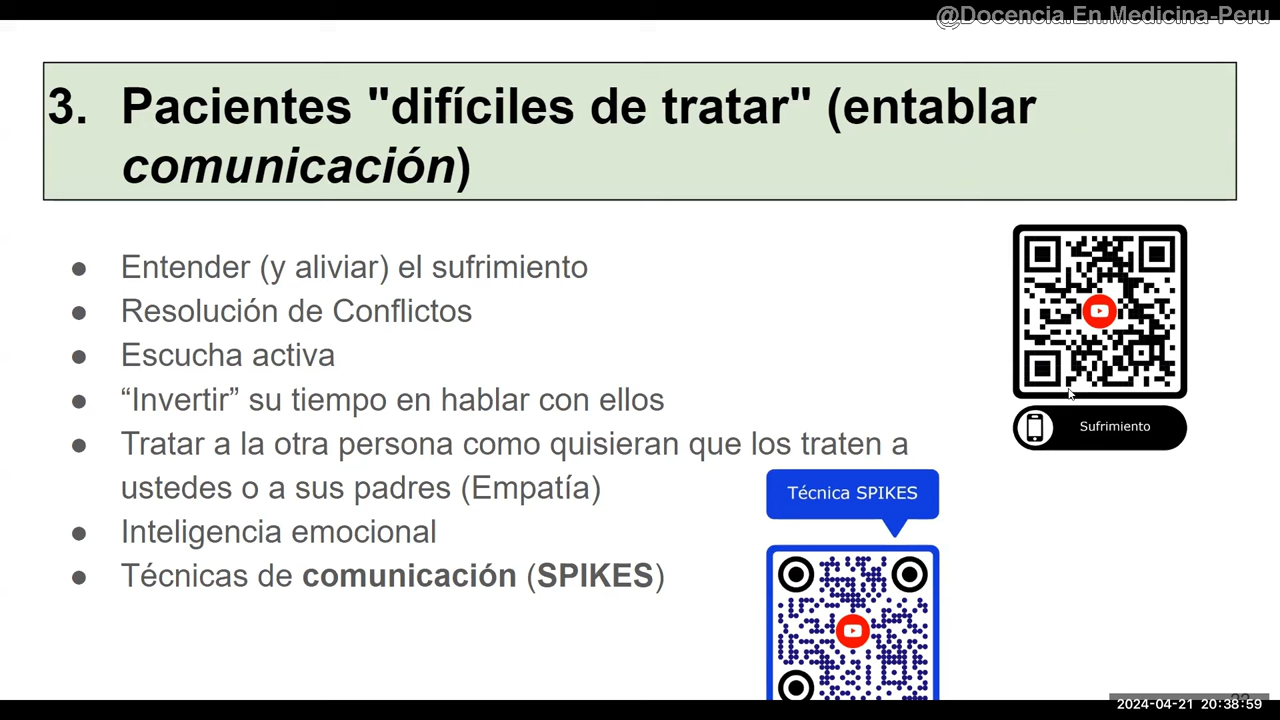 @Docencia.En.Medicina-Peru
3. Pacientes "difíciles de tratar" (entablar
comunicación)
● Entender (y aliviar) el sufrimiento
● Resolución de Conflictos
● Escucha activa
● “Invertir” su tiempo en hablar con ellos
● Tratar a la otra persona como quisieran que los traten a
ustedes o a sus padres (Empatía)
● Inteligencia emocional
● Técnicas de comunicación (SPIKES)
Sufrimiento
Técnica SPIKES
2024-04-21 20:38:59